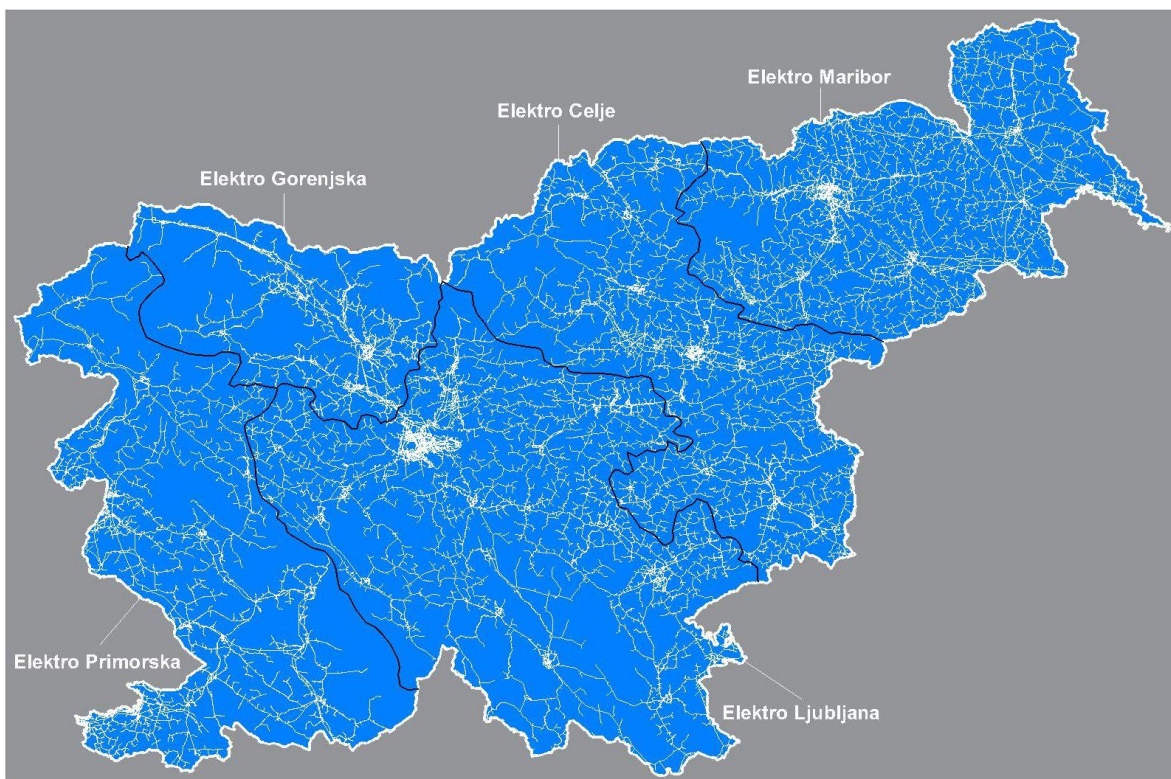 Elektro Maribor
Elektro Celje
Elektro Gorenjska
Elektro Primorska
Elektro Ljubljana